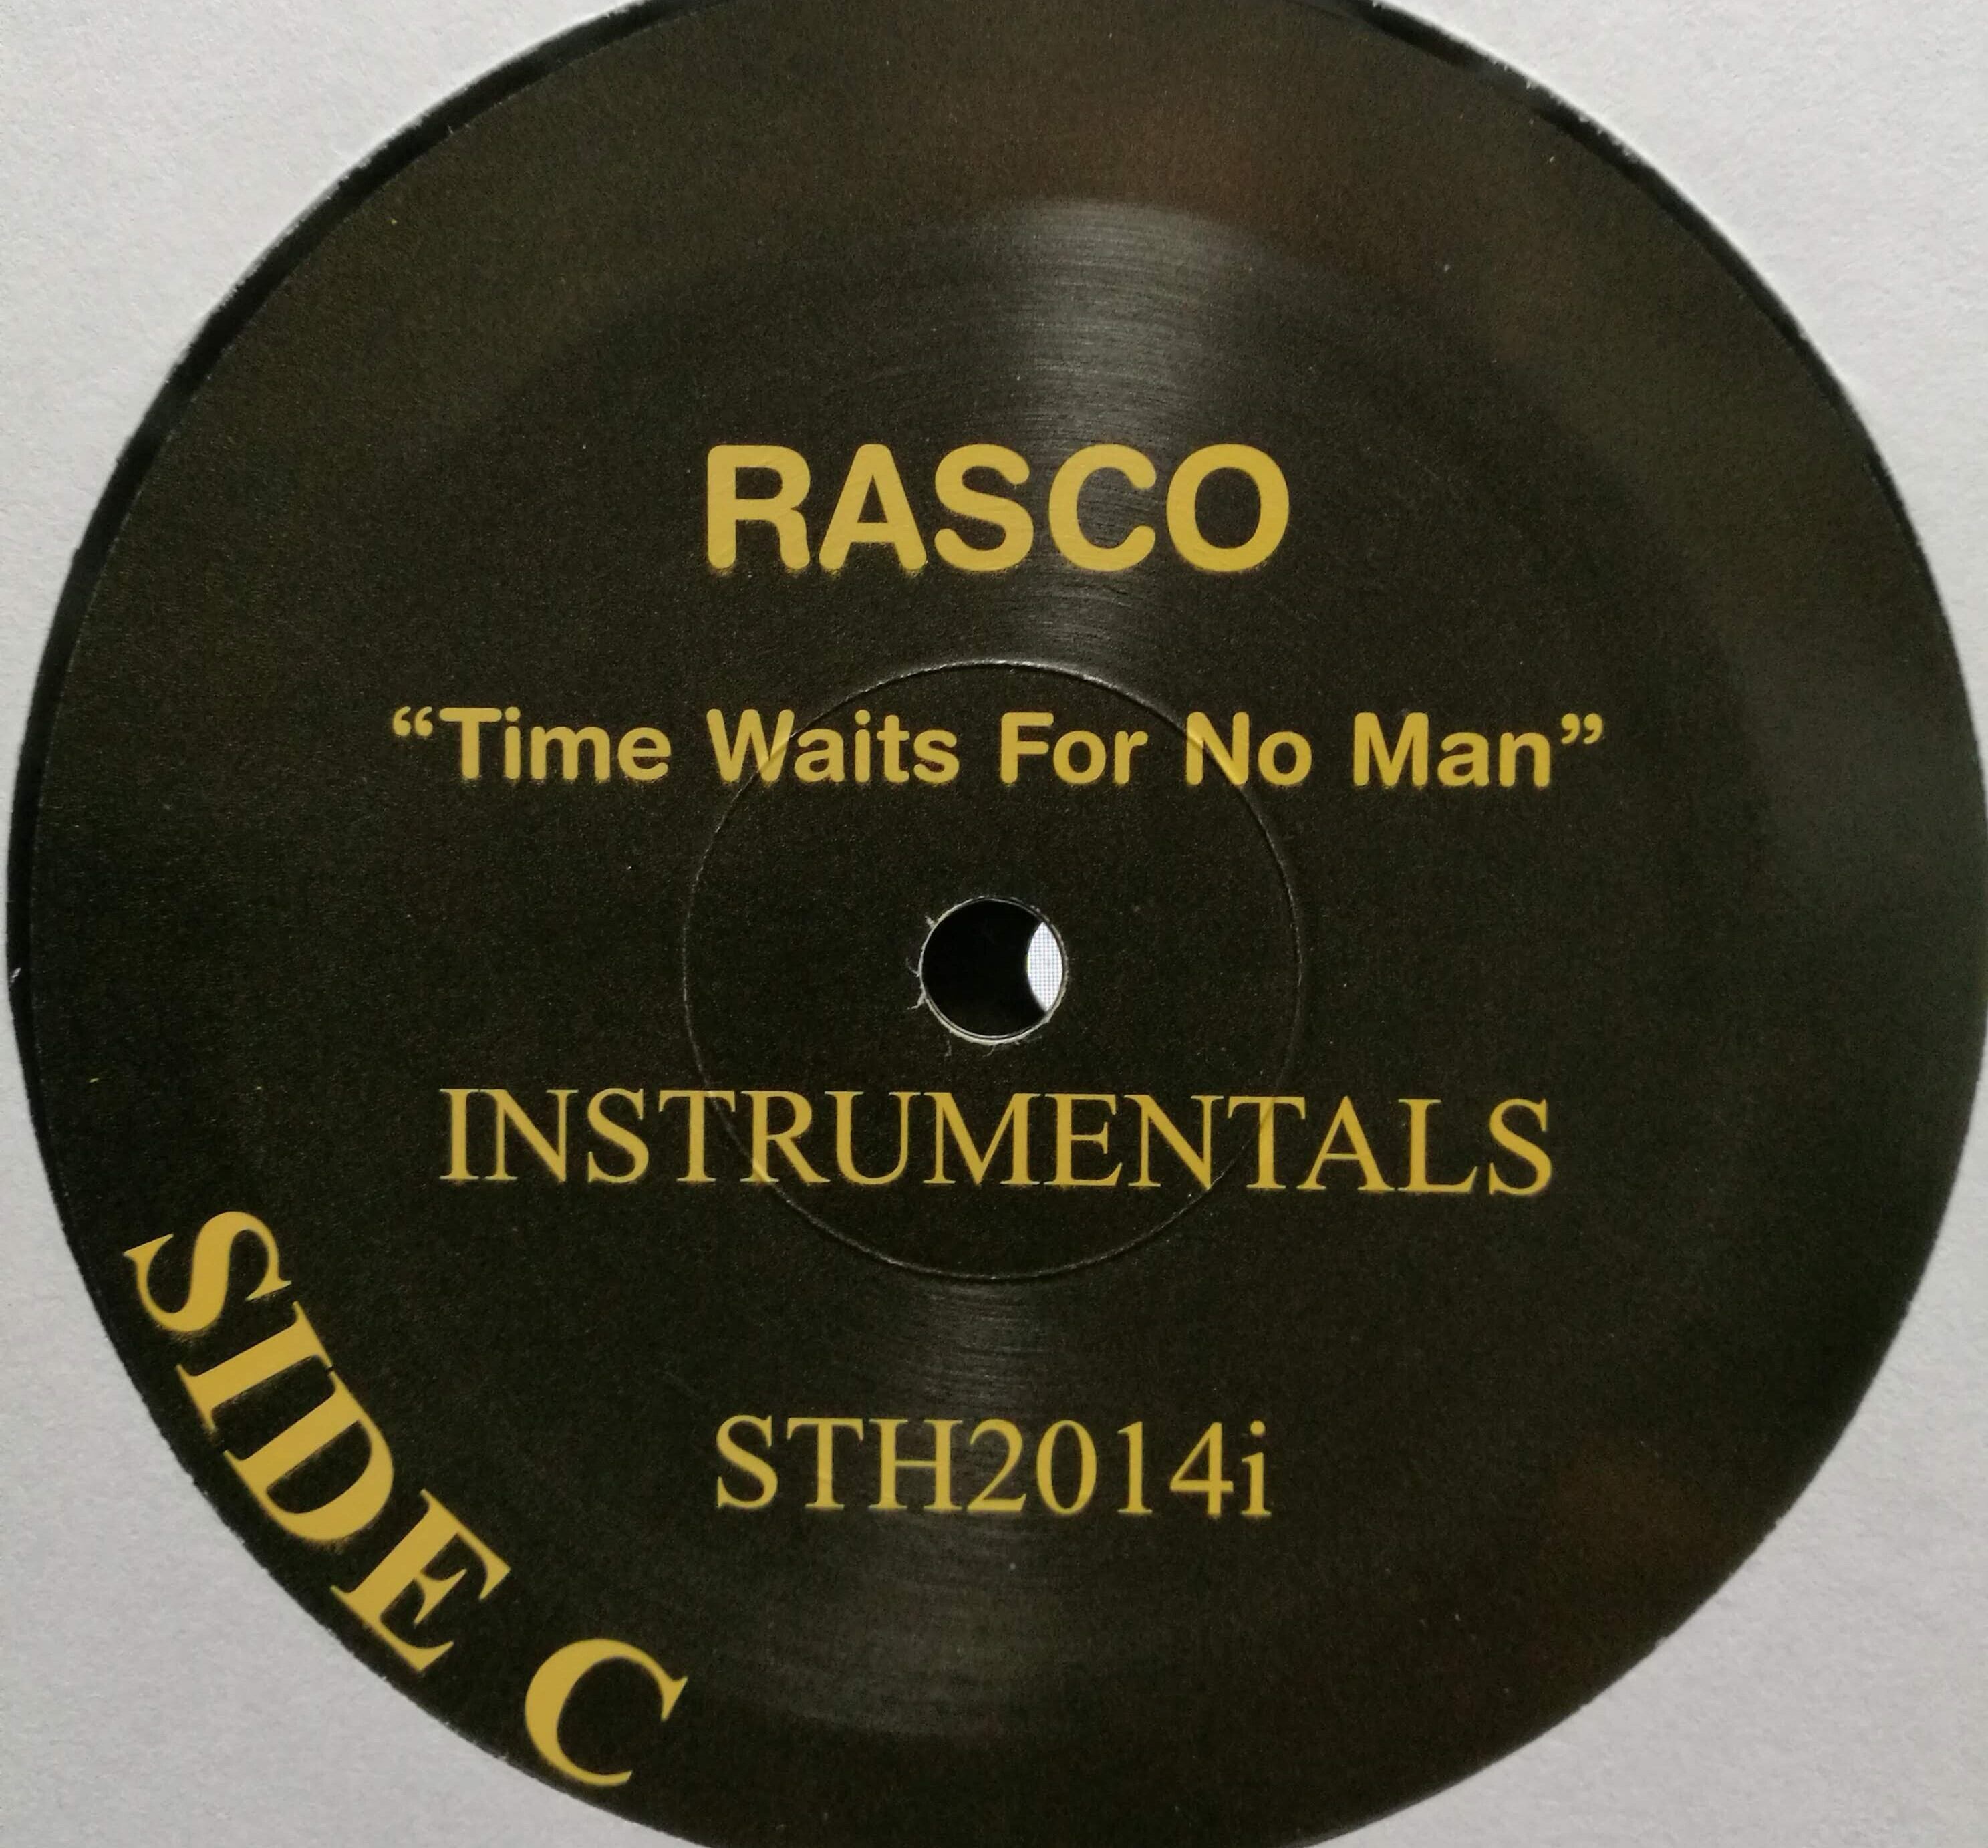 RASCO
“Time Waits For No Man”
INSTRUMENTALS
STH2014i
SIDE C